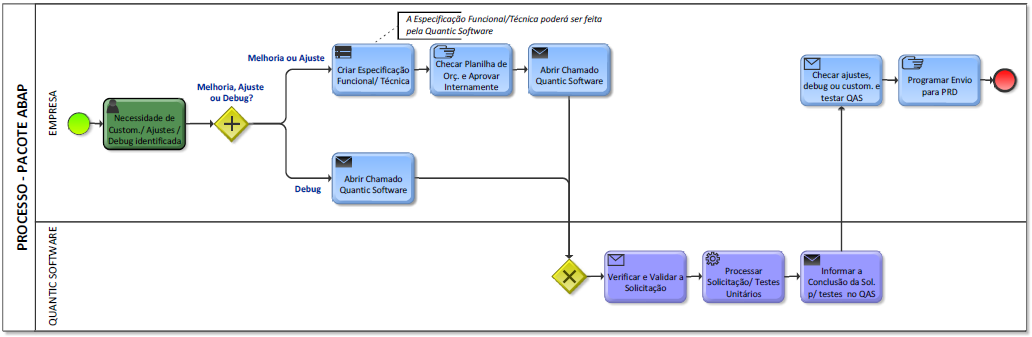 PROCESSO - PACOTE ABAP
EMPRESA
A Especificação Funcional/Técnica poderá ser feita
pela Quantic Software
Necessidade de
Custom./ Ajustes /
Debug identificada
Melhoria, Ajuste
ou Debug?
Melhoria ou Ajuste
Criar Especificação
Funcional/ Técnica
Checar Planilha de
Orç. e Aprovar
Internamente
Abrir Chamado
Quantic Software
Debug
Abrir Chamado
Quantic Software
Checar ajustes,
debug ou custom. e
testar QAS
Programar Envio
para PRD
QUANTIC SOFTWARE
Verificar e Validar a
Solicitação
Processar
Solicitação/ Testes
Unitários
Informar a
Conclusão da Sol.
p/ testes no QAS